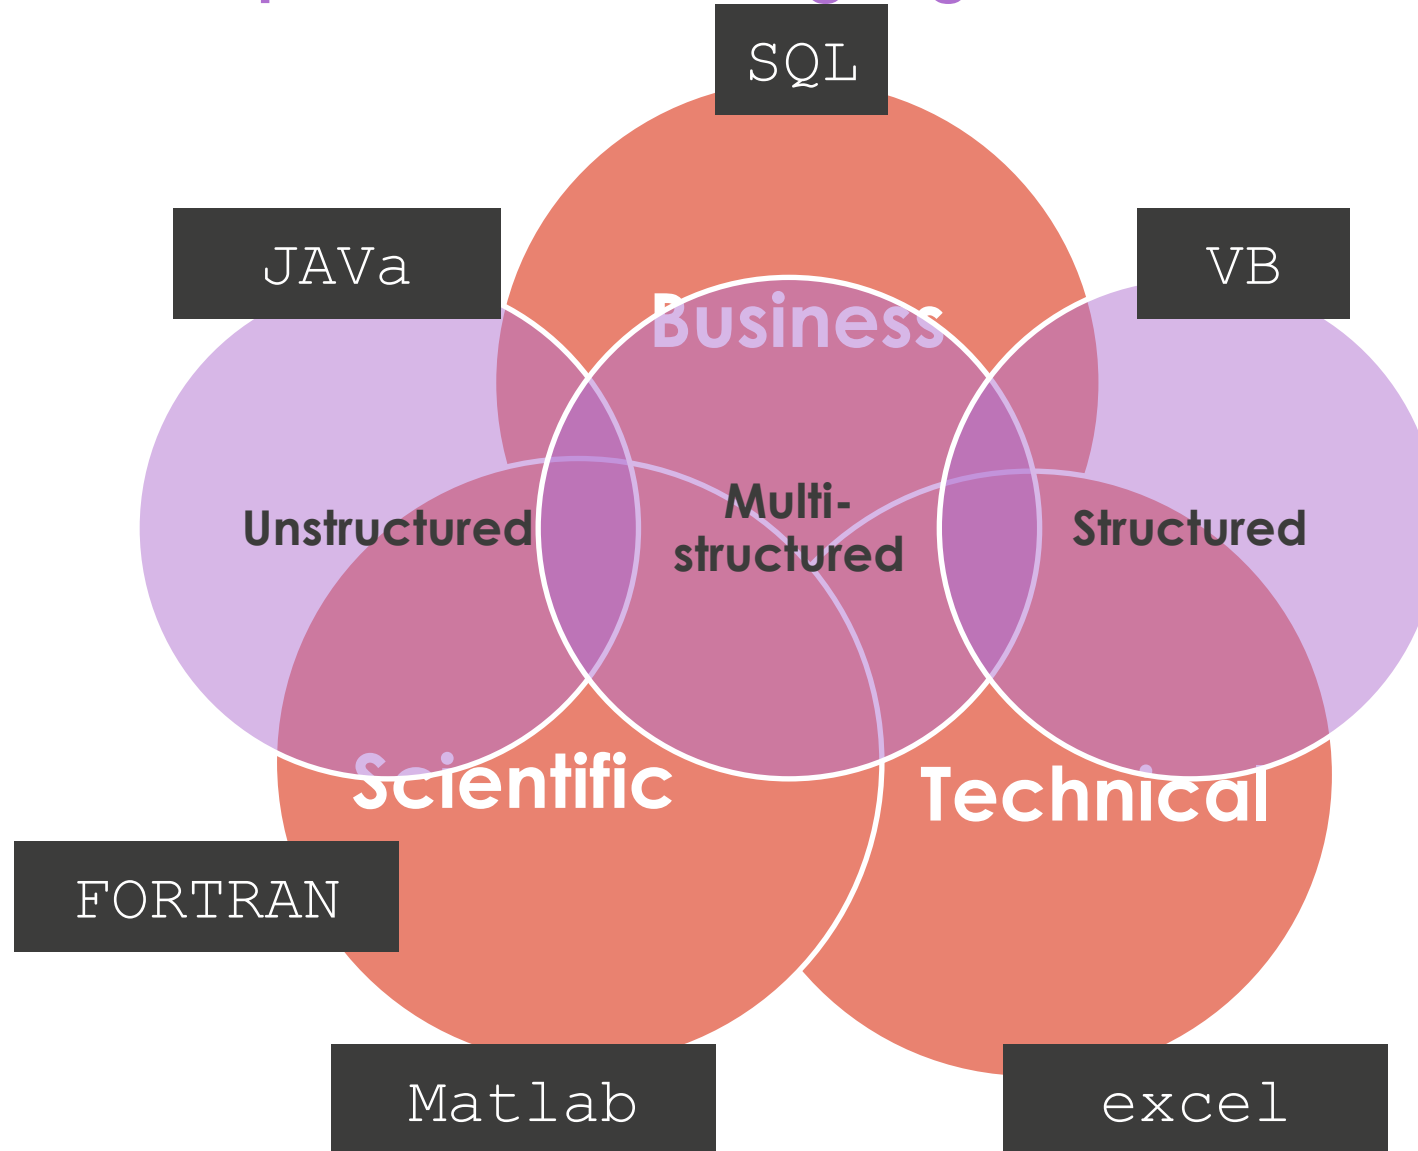 SQL
JAVa
VB
Business
Unstructured
Multi-
structured
Structured
Scientific
Technical
FORTRAN
Matlab
excel